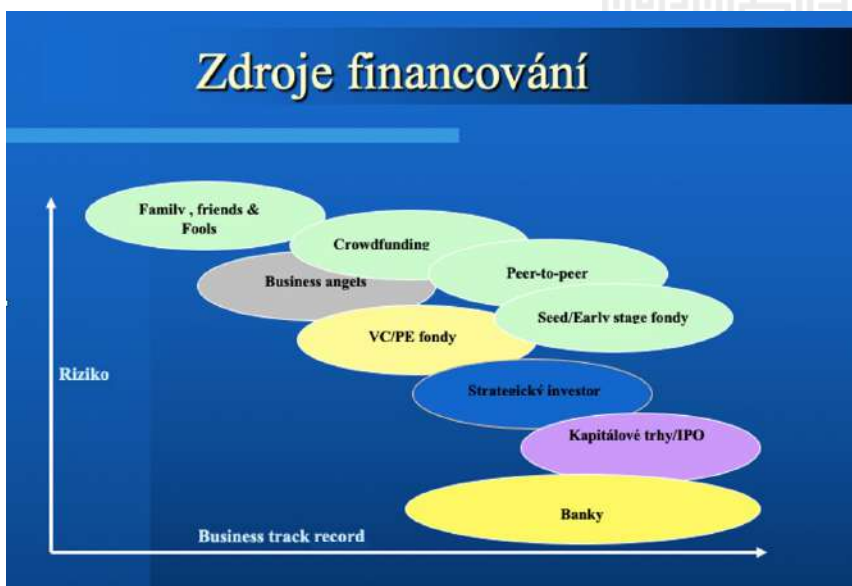 Zdroje financování
Family , friends &
Fools
Crowdfunding
Business angels
Peer-to-peer
Seed/Early stage fondy
VC/PE fondy
Riziko
Strategický investor
Kapitálové trhy/IPO
Banky
Business track record